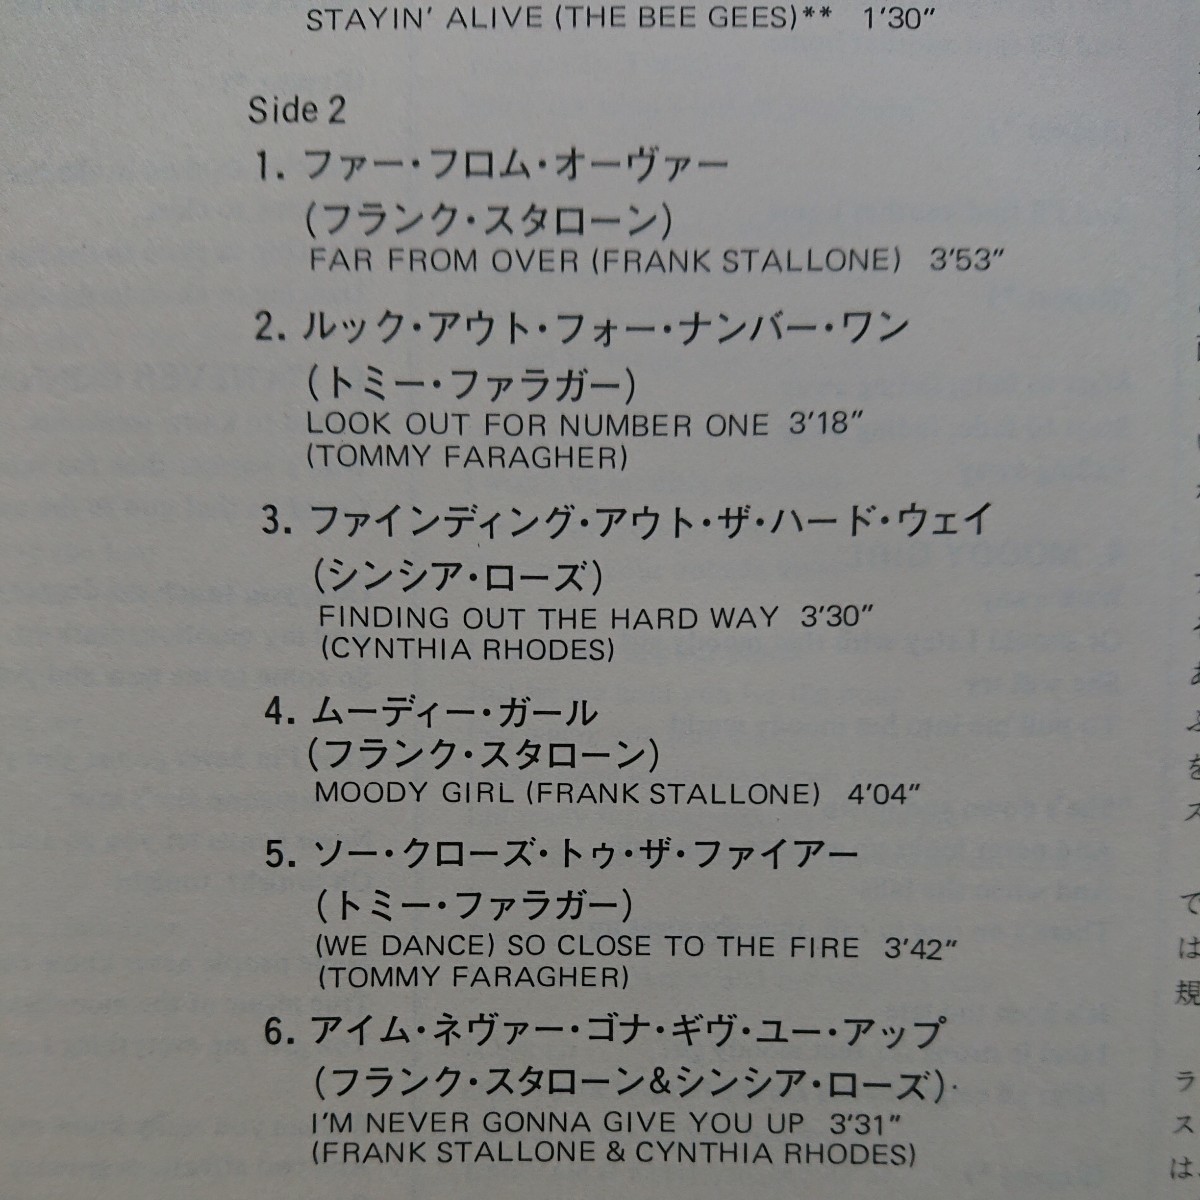 STAYIN' ALIVE (THE BEE GEES)** 1'30"
Side 2
1. ファー・フロム・オーヴァー
(フランク・スタローン)
FAR FROM OVER (FRANK STALLONE) 3'53"
2. ルック・アウト・フォー・ナンバー・ワン
(トミー・ファラガー)
LOOK OUT FOR NUMBER ONE 3'18"
(TOMMY FARAGHER)
3. ファインディング・アウト・ザ・ハード・ウェイ
(シンシア・ローズ)
FINDING OUT THE HARD WAY 3'30"
(CYNTHIA RHODES)
4. ムーディー・ガール
(フランク・スタローン)
MOODY GIRL (FRANK STALLONE) 4'04"
5. ソー・クローズ・トゥ・ザ・ファイアー
(トミー・ファラガー)
(WE DANCE) SO CLOSE TO THE FIRE 3'42"
(TOMMY FARAGHER)
6. アイム・ネヴァー・ゴナ・ギヴ・ユー・アップ
(フランク・スタローン&シンシア・ローズ)
I'M NEVER GONNA GIVE YOU UP 3'31"
(FRANK STALLONE & CYNTHIA RHODES)
を
ス
で
は
規
ラ
ス
は